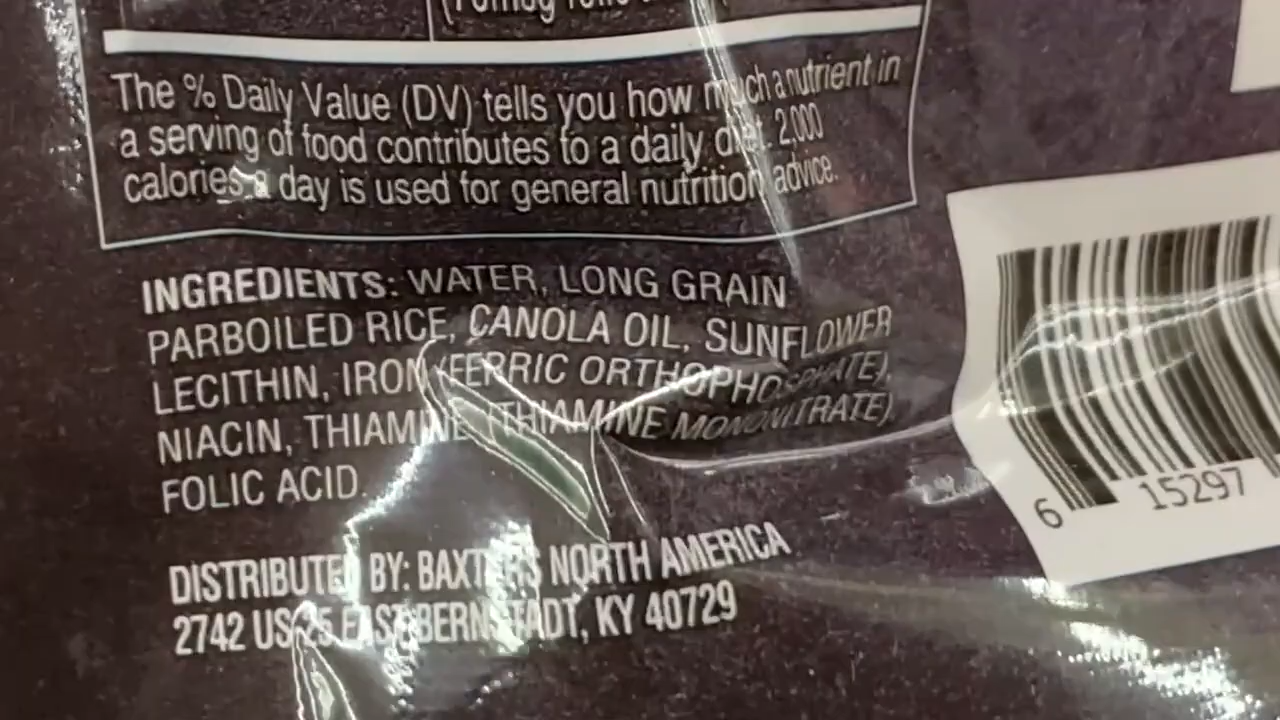 The % Daily Value (DV) tells you how much a nutrient in
a serving of food contributes to a daily diet. 2,000
calories a day is used for general nutrition advice.
INGREDIENTS: WATER, LONG GRAIN
PARBOILED RICE, CANOLA OIL, SUNFLOWER
LECITHIN, IRON (FERRIC ORTHOPHOSPHATE),
NIACIN, THIAMINE (THIAMINE MONONITRATE),
FOLIC ACID.
DISTRIBUTED BY: BAXTERS NORTH AMERICA
2742 US 25 EAST BERNSTADT, KY 40729
6 15297